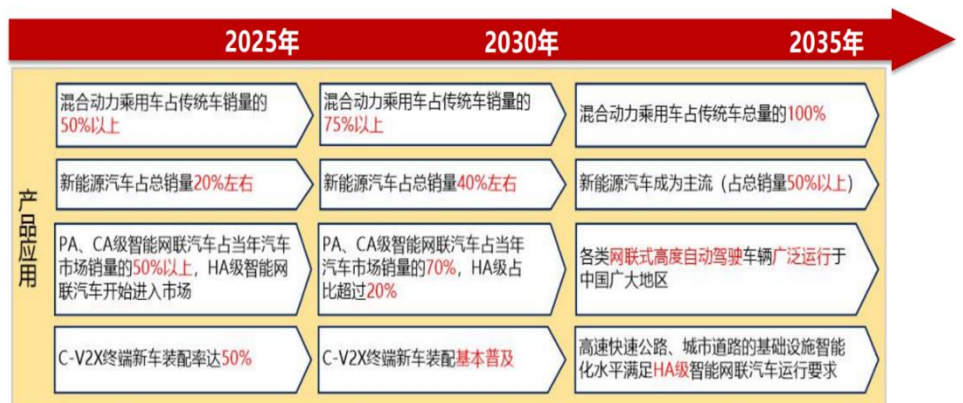 2025年
2030年
2035年
产品应用
混合动力乘用车占传统车销量的
50%以上
混合动力乘用车占传统车销量的
75%以上
混合动力乘用车占传统车总量的100%
新能源汽车占总销量20%左右
新能源汽车占总销量40%左右
新能源汽车成为主流（占总销量50%以上）
PA、CA级智能网联汽车占当年汽车
市场销量的50%以上，HA级智能网
联汽车开始进入市场
PA、CA级智能网联汽车占当年
汽车市场销量的70%，HA级占
比超过20%
各类网联式高度自动驾驶车辆广泛运行于
中国广大地区
C-V2X终端新车装配率达50%
C-V2X终端新车装配基本普及
高速快速公路、城市道路的基础设施智能
化水平满足HA级智能网联汽车运行要求